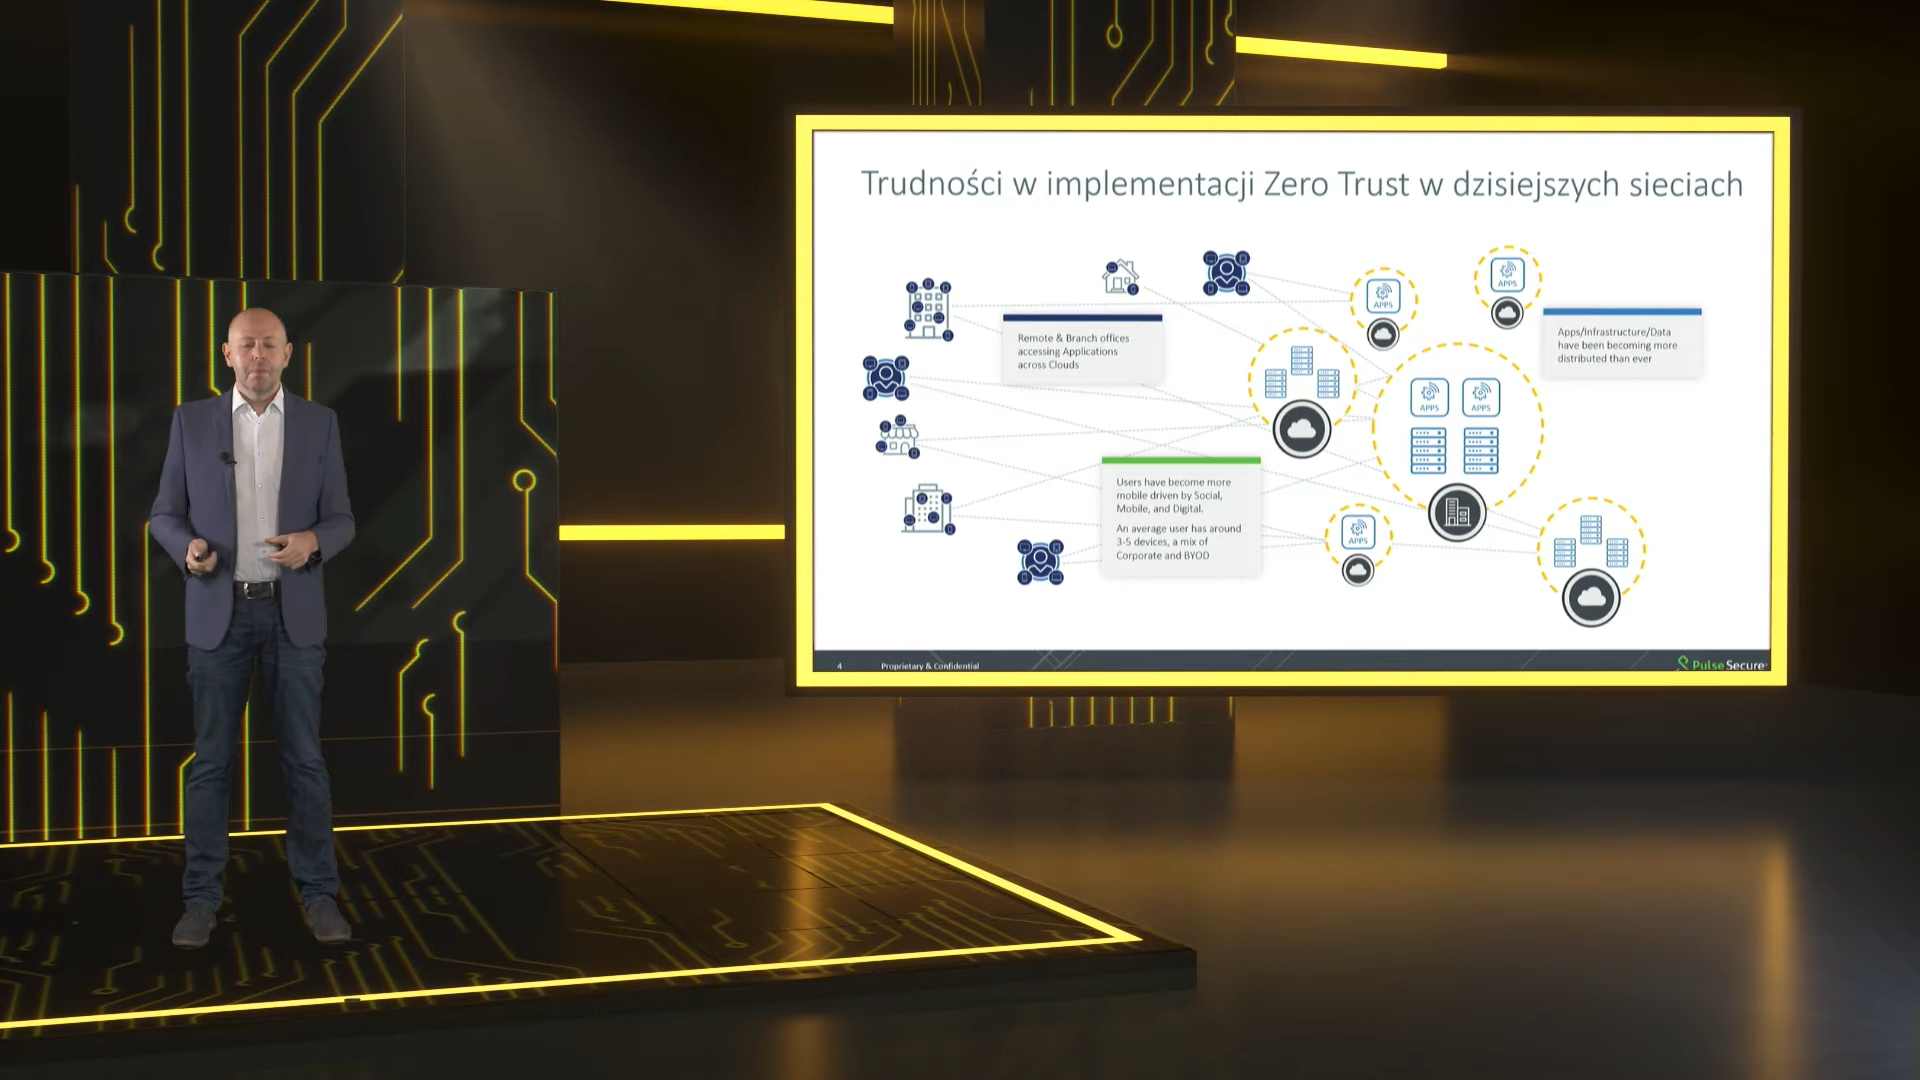 Trudności w implementacji Zero Trust w dzisiejszych sieciach
APPS
APPS
Remote & Branch offices
accessing Applications
across Clouds
Apps/Infrastructure/Data
have been becoming more
distributed than ever
APPS
APPS
Users have become more
mobile driven by Social,
Mobile, and Digital.
An average user has around
3-5 devices, a mix of
Corporate and BYOD
APPS
4
Proprietary & Confidential
Pulse Secure